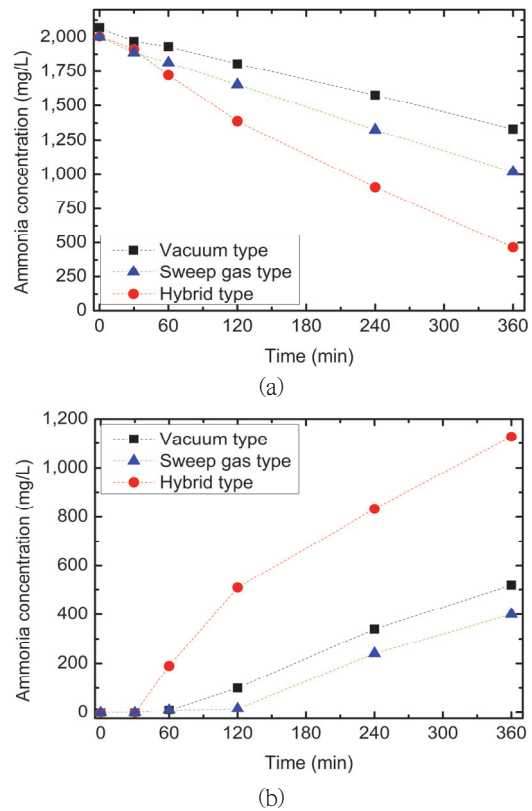 2,000
1,750
1,500
1,250
1,000
750
500
250
0
Ammonia concentration (mg/L)
Vacuum type
Sweep gas type
Hybrid type
0 60 120 180 240 300 360
Time (min)
(a)
1,200
1,000
800
600
400
200
0
Ammonia concentration (mg/L)
Vacuum type
Sweep gas type
Hybrid type
0 60 120 180 240 300 360
Time (min)
(b)